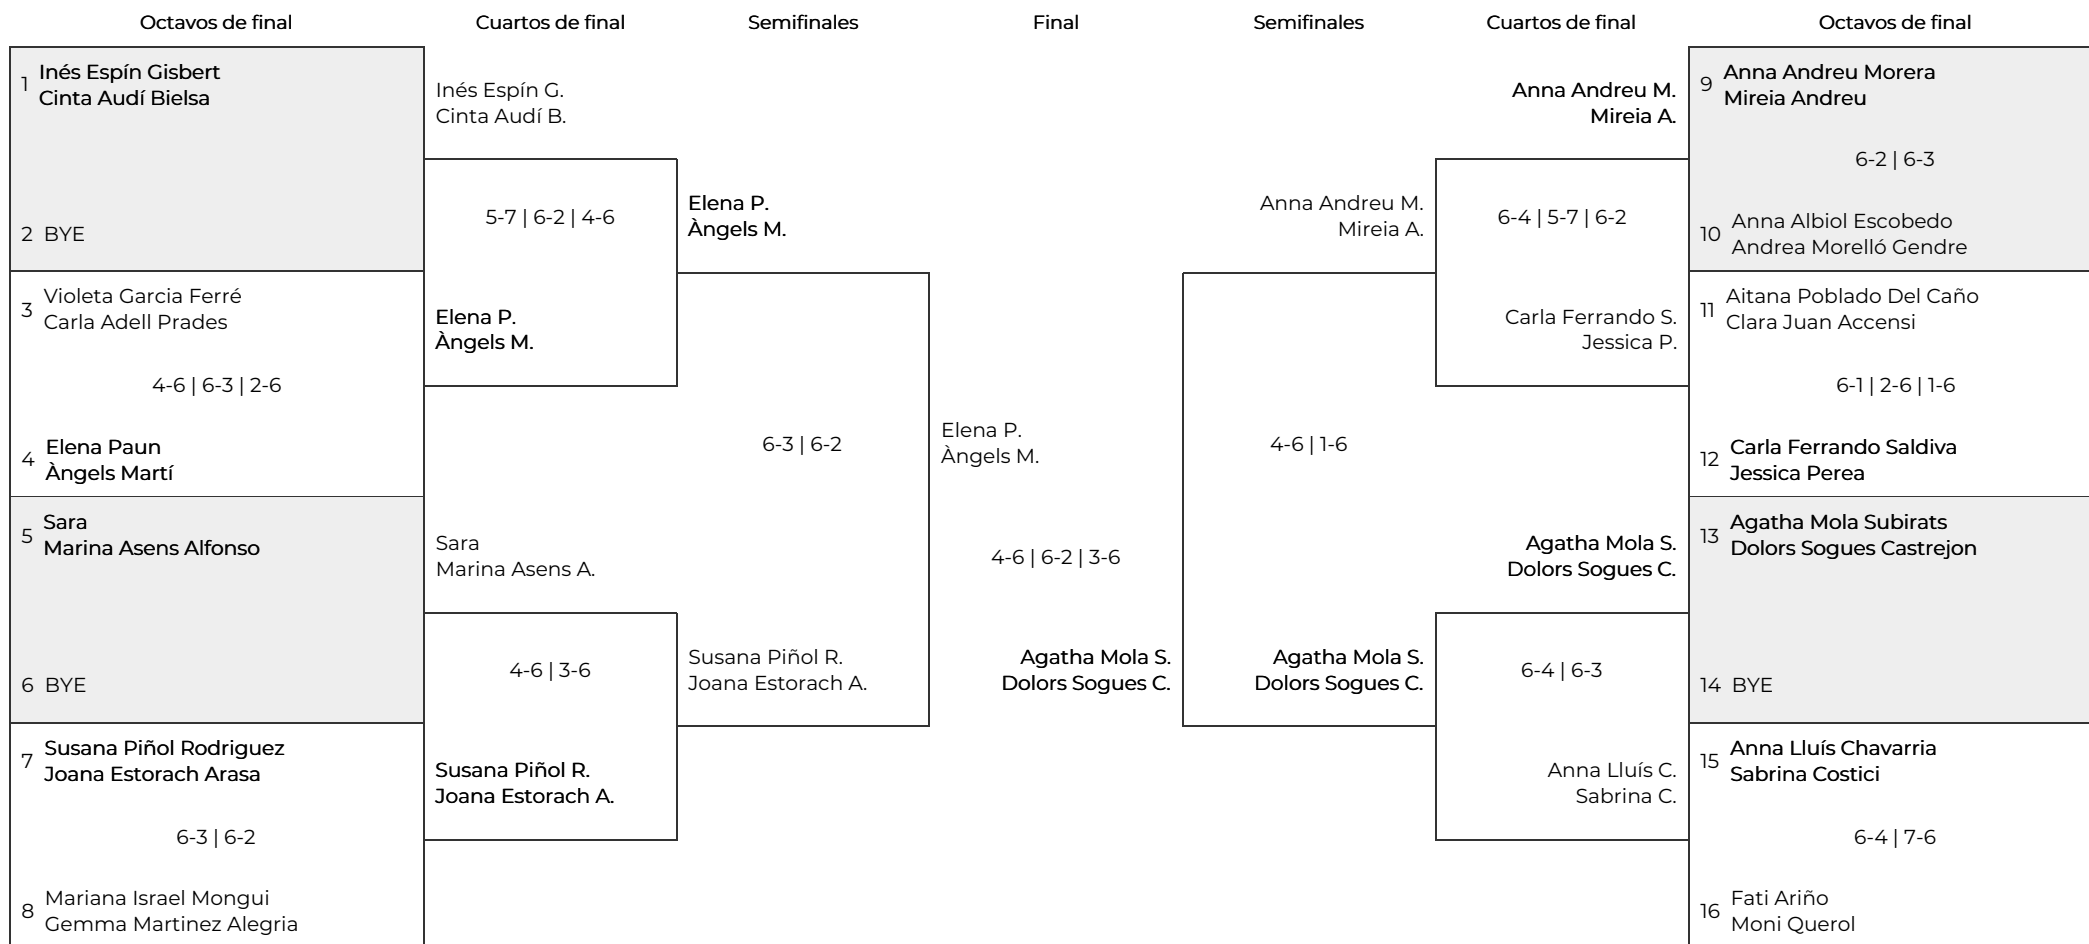 Octavos de final
Cuartos de final
Semifinales
Final
Semifinales
Cuartos de final
Octavos de final
1
Inés Espín Gisbert
Cinta Audí Bielsa
2 BYE
3
Violeta Garcia Ferré
Carla Adell Prades
4-6 | 6-3 | 2-6
4
Elena Paun
Àngels Martí
5
Sara
Marina Asens Alfonso
6 BYE
7
Susana Piñol Rodriguez
Joana Estorach Arasa
6-3 | 6-2
8
Mariana Israel Mongui
Gemma Martinez Alegria
Inés Espín G.
Cinta Audí B.
5-7 | 6-2 | 4-6
Elena P.
Àngels M.
Sara
Marina Asens A.
4-6 | 3-6
Susana Piñol R.
Joana Estorach A.
Elena P.
Àngels M.
6-3 | 6-2
Susana Piñol R.
Joana Estorach A.
Elena P.
Àngels M.
4-6 | 6-2 | 3-6
Agatha Mola S.
Dolors Sogues C.
Anna Andreu M.
Mireia A.
4-6 | 1-6
Agatha Mola S.
Dolors Sogues C.
Anna Andreu M.
Mireia A.
6-4 | 5-7 | 6-2
Carla Ferrando S.
Jessica P.
Agatha Mola S.
Dolors Sogues C.
6-4 | 6-3
Anna Lluís C.
Sabrina C.
9
Anna Andreu Morera
Mireia Andreu
6-2 | 6-3
10
Anna Albiol Escobedo
Andrea Morelló Gendre
11
Aitana Poblado Del Caño
Clara Juan Accensi
6-1 | 2-6 | 1-6
12
Carla Ferrando Saldiva
Jessica Perea
13
Agatha Mola Subirats
Dolors Sogues Castrejon
14 BYE
15
Anna Lluís Chavarria
Sabrina Costici
6-4 | 7-6
16
Fati Ariño
Moni Querol